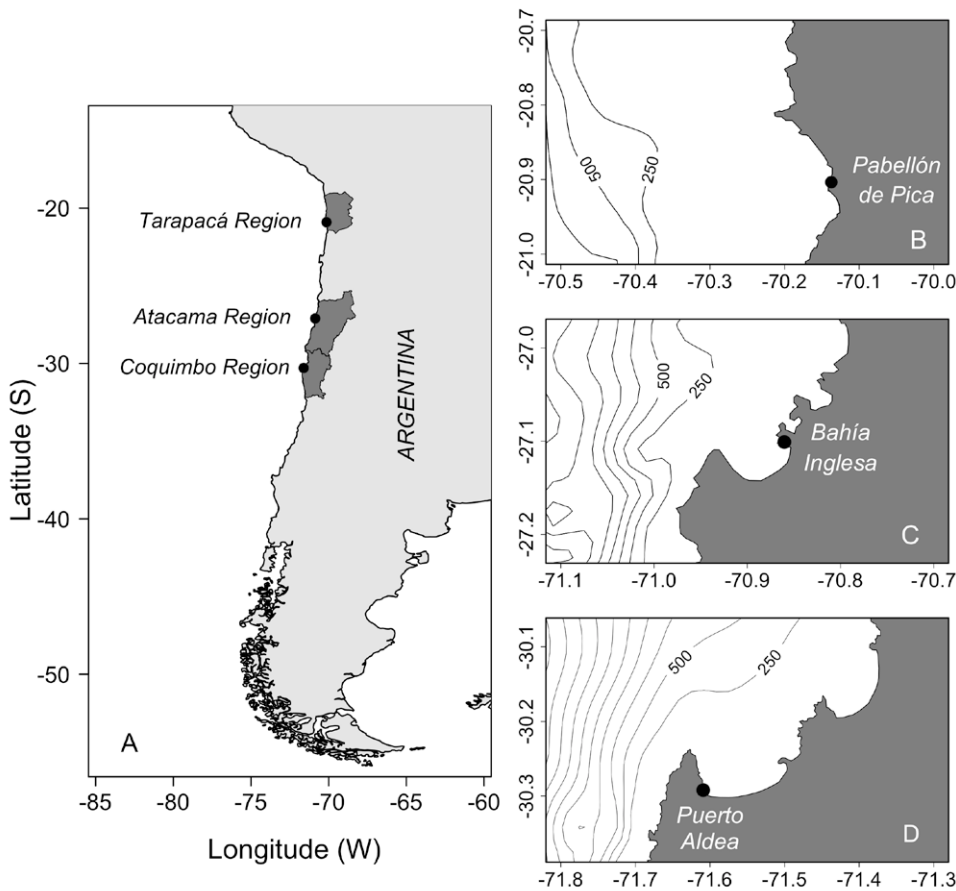 -20
-30
-40
-50
Latitude (S)
Tarapacá Region
Atacama Region
Coquimbo Region
ARGENTINA
A
-85
-80
-75
-70
-65
-60
Longitude (W)
-20.7
-20.8
-20.9
-21.0
500
250
Pabellón
de Pica
B
-70.5
-70.4
-70.3
-70.2
-70.1
-70.0
-27.0
-27.1
-27.2
500
250
Bahía
Inglesa
C
-71.1
-71.0
-70.9
-70.8
-70.7
-30.1
-30.2
-30.3
500
250
Puerto
Aldea
D
-71.8
-71.7
-71.6
-71.5
-71.4
-71.3